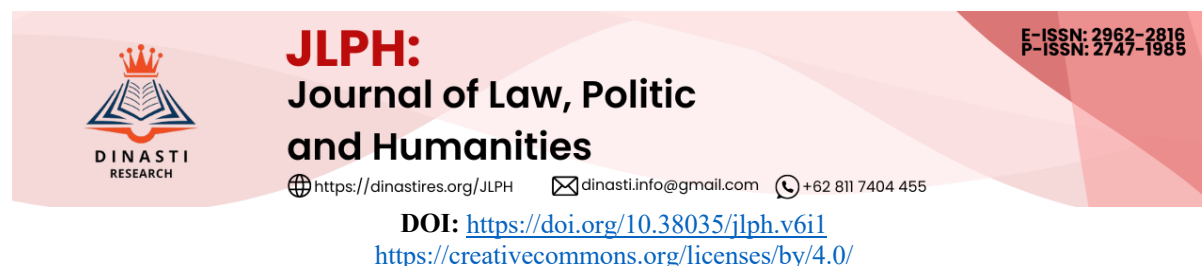 JLPH:
Journal of Law, Politic
and Humanities
E-ISSN: 2962-2816
P-ISSN: 2747-1985
DINASTI
RESEARCH
https://dinastires.org/JLPH dinasti.info@gmail.com +62 811 7404 455
DOI: https://doi.org/10.38035/jlph.v6i1
https://creativecommons.org/licenses/by/4.0/